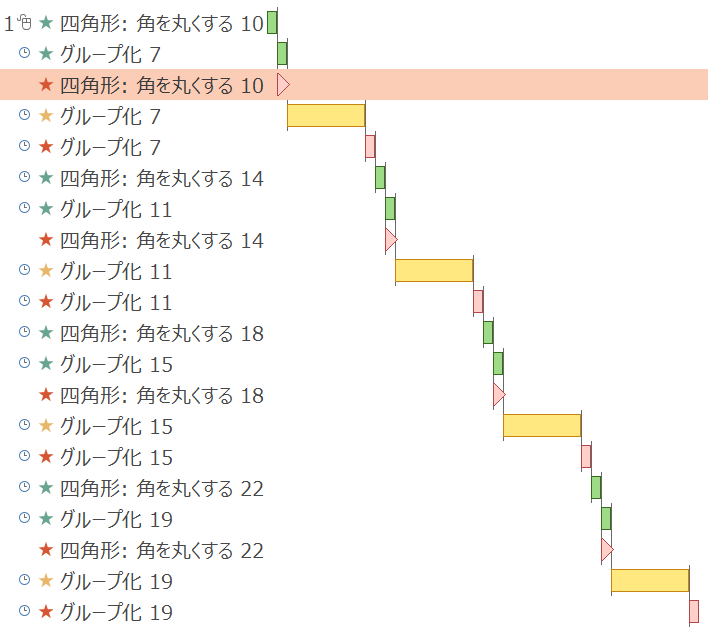 1 四角形: 角を丸くする 10
グループ化 7
四角形: 角を丸くする 10
グループ化 7
グループ化 7
四角形: 角を丸くする 14
グループ化 11
四角形: 角を丸くする 14
グループ化 11
グループ化 11
四角形: 角を丸くする 18
グループ化 15
四角形: 角を丸くする 18
グループ化 15
グループ化 15
四角形: 角を丸くする 22
グループ化 19
四角形: 角を丸くする 22
グループ化 19
グループ化 19